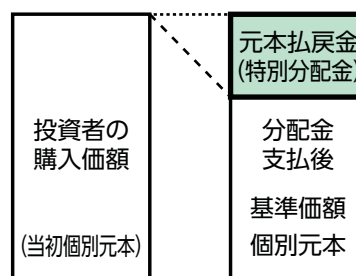 投資者の
購入価額
(当初個別元本)
元本払戻金
(特別分配金)
分配金
支払後
基準価額
個別元本